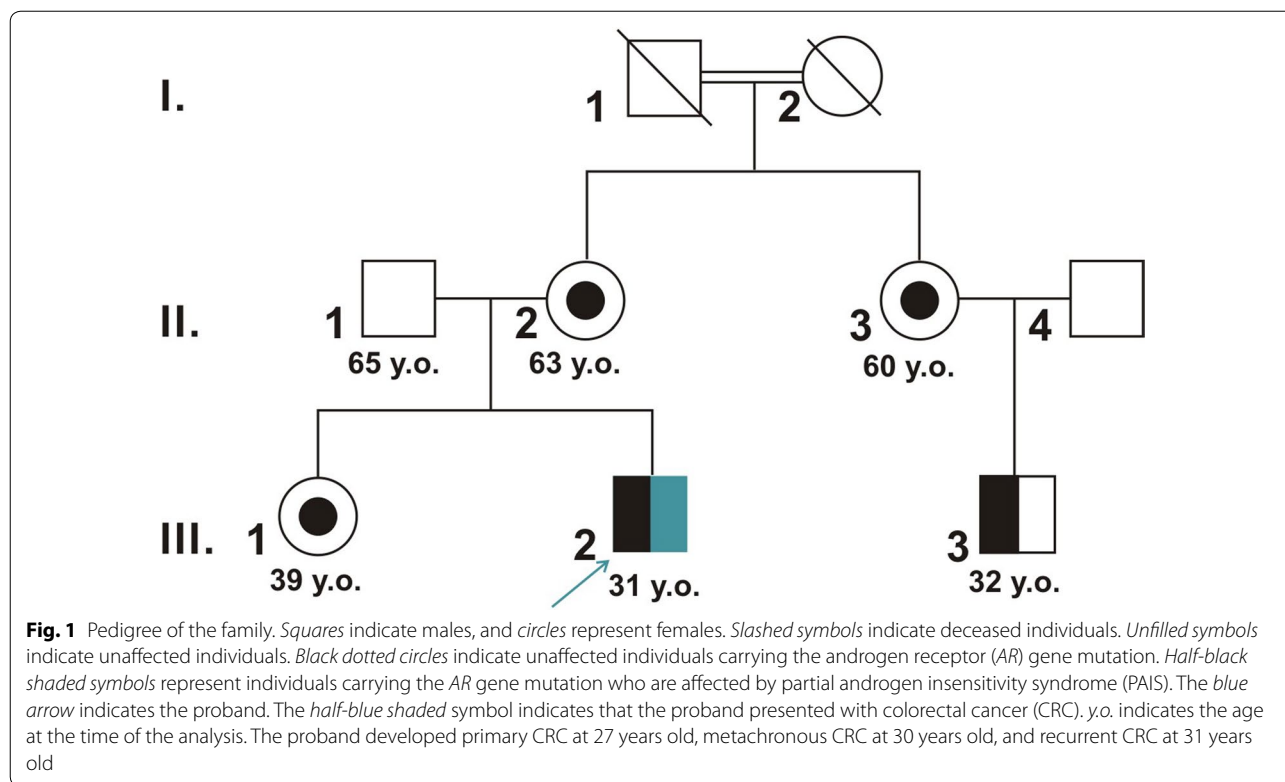 I.
1
2
II.
1
2
3
4
65 y.o.
63 y.o.
60 y.o.
III.
1
2
3
39 y.o.
31 y.o.
32 y.o.
Fig. 1 Pedigree of the family. Squares indicate males, and circles represent females. Slashed symbols indicate deceased individuals. Unfilled symbols
indicate unaffected individuals. Black dotted circles indicate unaffected individuals carrying the androgen receptor (AR) gene mutation. Half-black
shaded symbols represent individuals carrying the AR gene mutation who are affected by partial androgen insensitivity syndrome (PAIS). The blue
arrow indicates the proband. The half-blue shaded symbol indicates that the proband presented with colorectal cancer (CRC). y.o. indicates the age
at the time of the analysis. The proband developed primary CRC at 27 years old, metachronous CRC at 30 years old, and recurrent CRC at 31 years
old